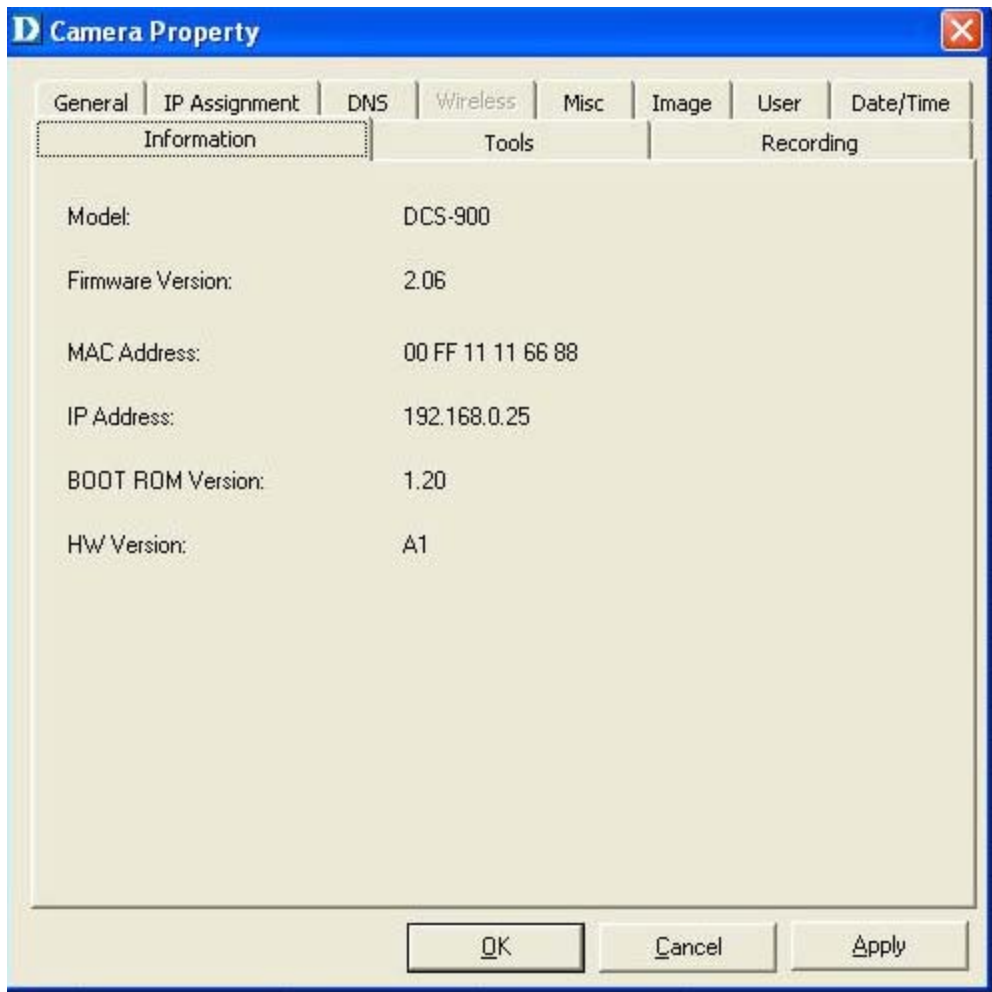 D Camera Property
General IP Assignment DNS Wireless Misc Image User Date/Time
Information Tools Recording
Model: DCS-900
Firmware Version: 2.06
MAC Address: 00 FF 11 11 66 88
IP Address: 192.168.0.25
BOOT ROM Version: 1.20
HW Version: A1
OK Cancel Apply